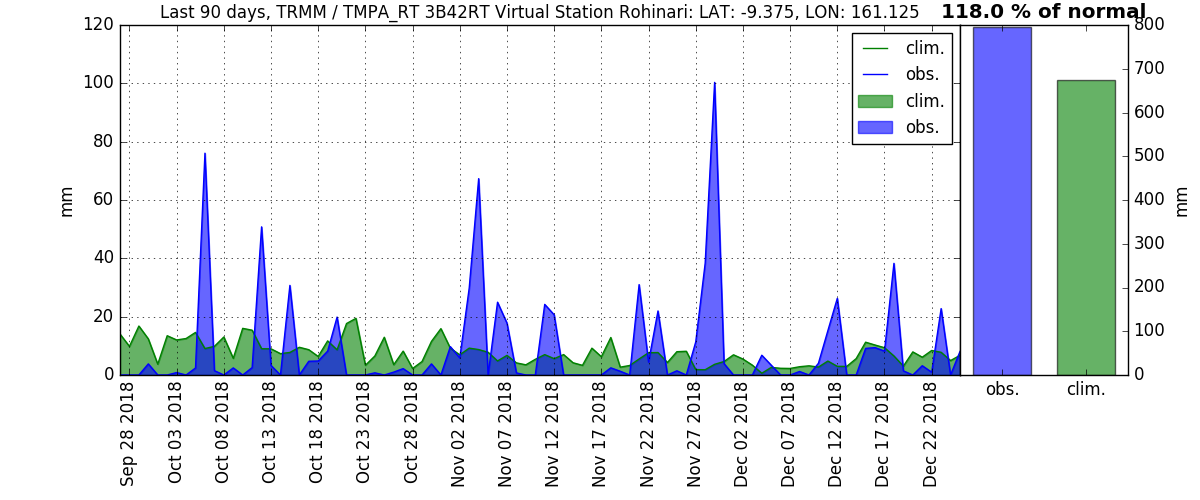 Last 90 days, TRMM / TMPA_RT 3B42RT Virtual Station Rohinari: LAT: -9.375, LON: 161.125
118.0 % of normal
120
100
80
60
40
20
0
mm
clim.
obs.
clim.
obs.
Sep 28 2018
Oct 03 2018
Oct 08 2018
Oct 13 2018
Oct 18 2018
Oct 23 2018
Oct 28 2018
Nov 02 2018
Nov 07 2018
Nov 12 2018
Nov 17 2018
Nov 22 2018
Nov 27 2018
Dec 02 2018
Dec 07 2018
Dec 12 2018
Dec 17 2018
Dec 22 2018
800
700
600
500
400
300
200
100
0
mm
obs.
clim.